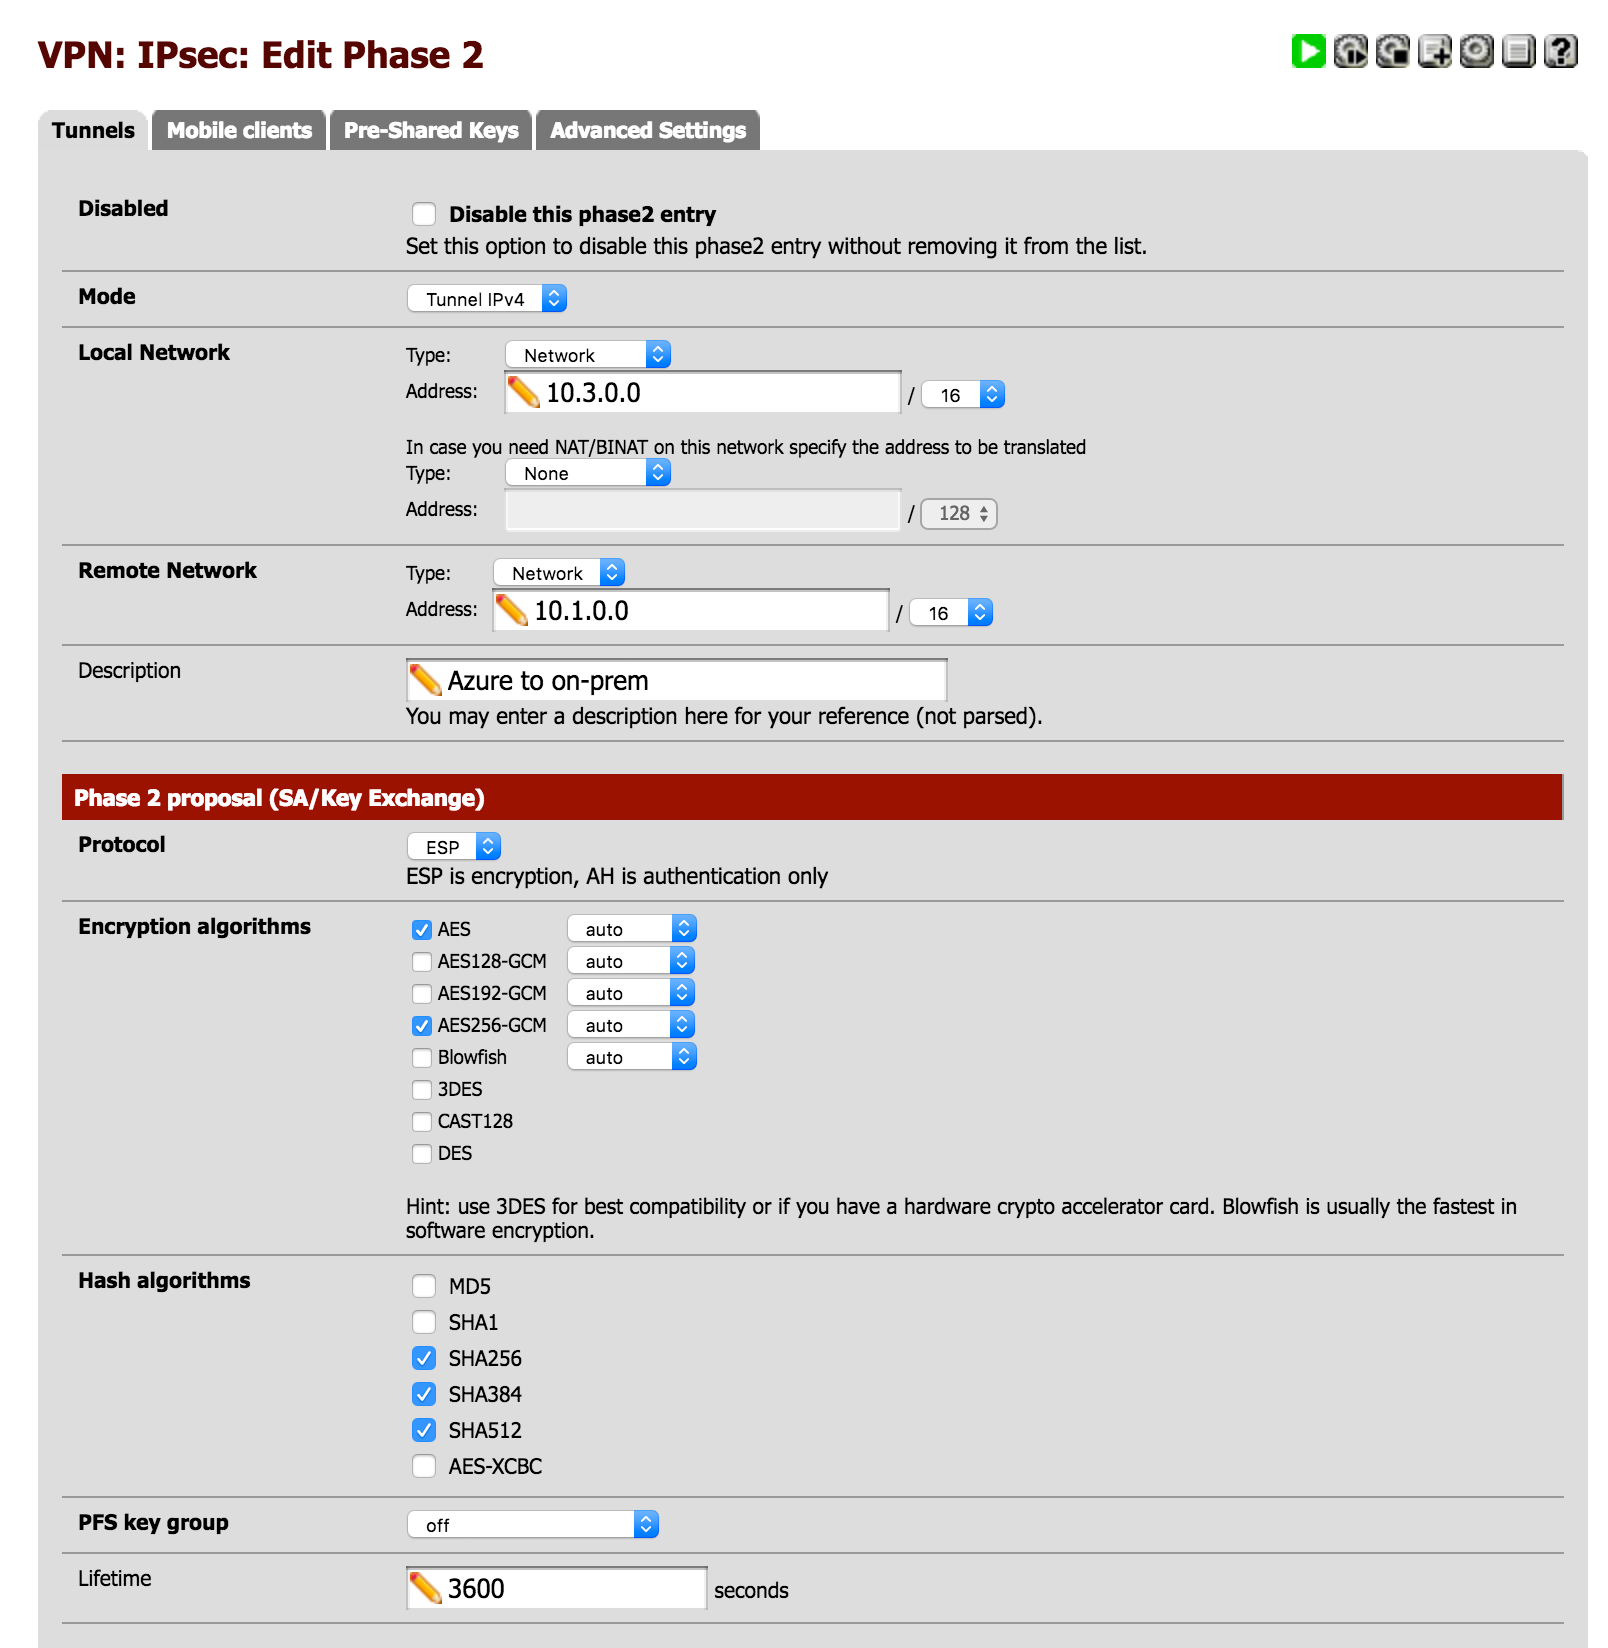 VPN: IPsec: Edit Phase 2
?
Tunnels Mobile clients Pre-Shared Keys Advanced Settings
Disabled
Disable this phase2 entry
Set this option to disable this phase2 entry without removing it from the list.
Mode Tunnel IPv4
Local Network Type: Network
Address: 10.3.0.0 / 16
In case you need NAT/BINAT on this network specify the address to be translated
Type: None
Address: / 128
Remote Network Type: Network
Address: 10.1.0.0 / 16
Description Azure to on-prem
You may enter a description here for your reference (not parsed).
Phase 2 proposal (SA/Key Exchange)
Protocol ESP
ESP is encryption, AH is authentication only
Encryption algorithms AES auto
AES128-GCM auto
AES192-GCM auto
AES256-GCM auto
Blowfish auto
3DES
CAST128
DES
Hint: use 3DES for best compatibility or if you have a hardware crypto accelerator card. Blowfish is usually the fastest in
software encryption.
Hash algorithms MD5
SHA1
SHA256
SHA384
SHA512
AES-XCBC
PFS key group off
Lifetime 3600 seconds